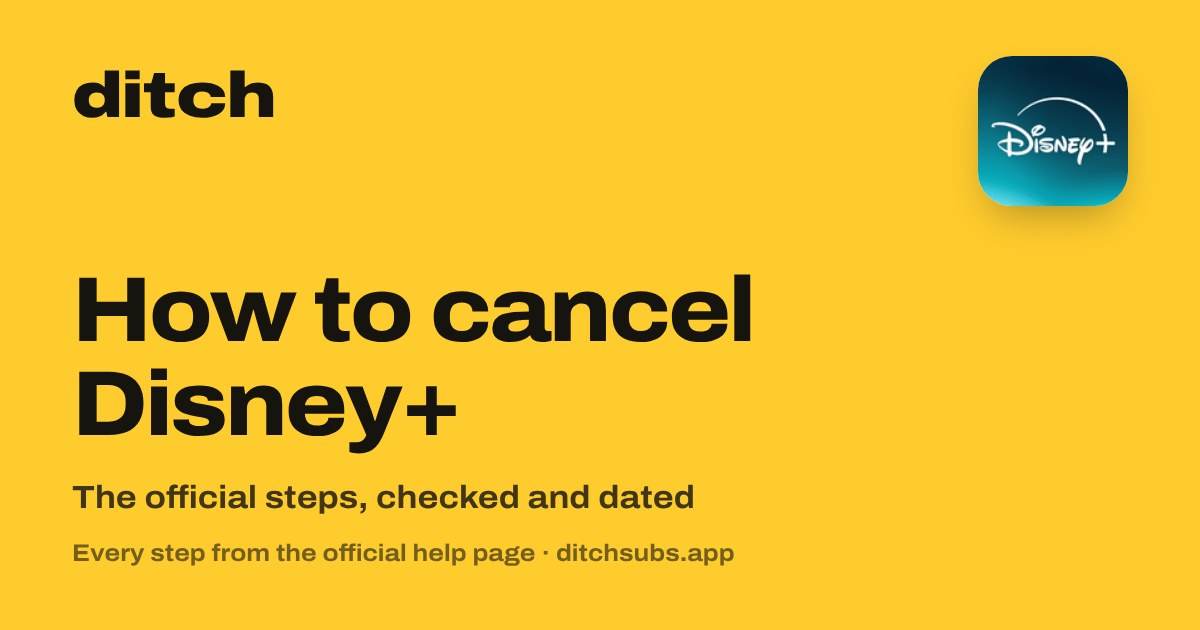 ditch
Disney+
How to cancel
Disney+
The official steps, checked and dated
Every step from the official help page · ditchsubs.app